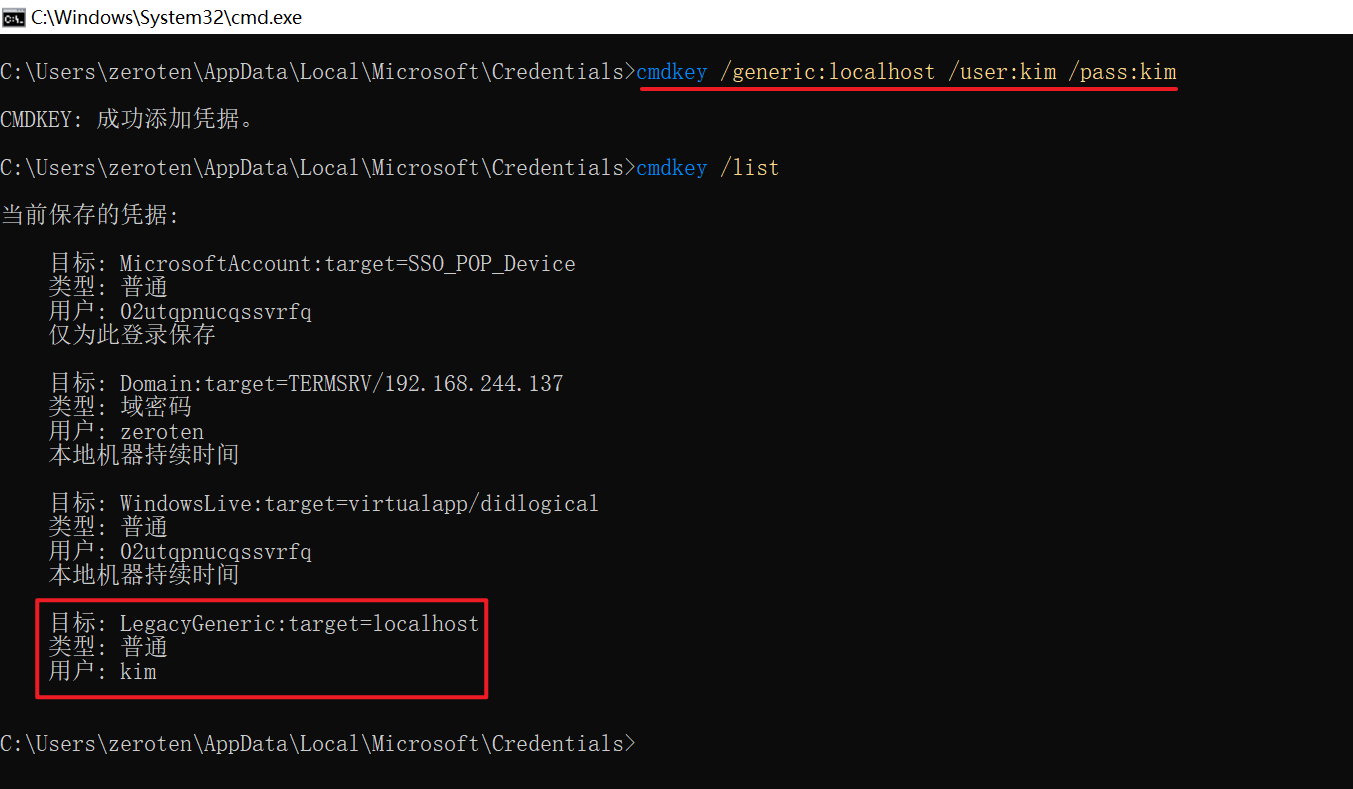 C:\Windows\System32\cmd.exe
C:\Users\zeroten\AppData\Local\Microsoft\Credentials>cmdkey /generic:localhost /user:kim /pass:kim
CMDKEY: 成功添加凭据。
C:\Users\zeroten\AppData\Local\Microsoft\Credentials>cmdkey /list
当前保存的凭据:
目标: MicrosoftAccount:target=SSO_POP_Device
类型: 普通
用户: 02utqpnucqssvrfq
仅为此登录保存
目标: Domain:target=TERMSRV/192.168.244.137
类型: 域密码
用户: zeroten
本地机器持续时间
目标: WindowsLive:target=virtualapp/didlogical
类型: 普通
用户: 02utqpnucqssvrfq
本地机器持续时间
目标: LegacyGeneric:target=localhost
类型: 普通
用户: kim
C:\Users\zeroten\AppData\Local\Microsoft\Credentials>